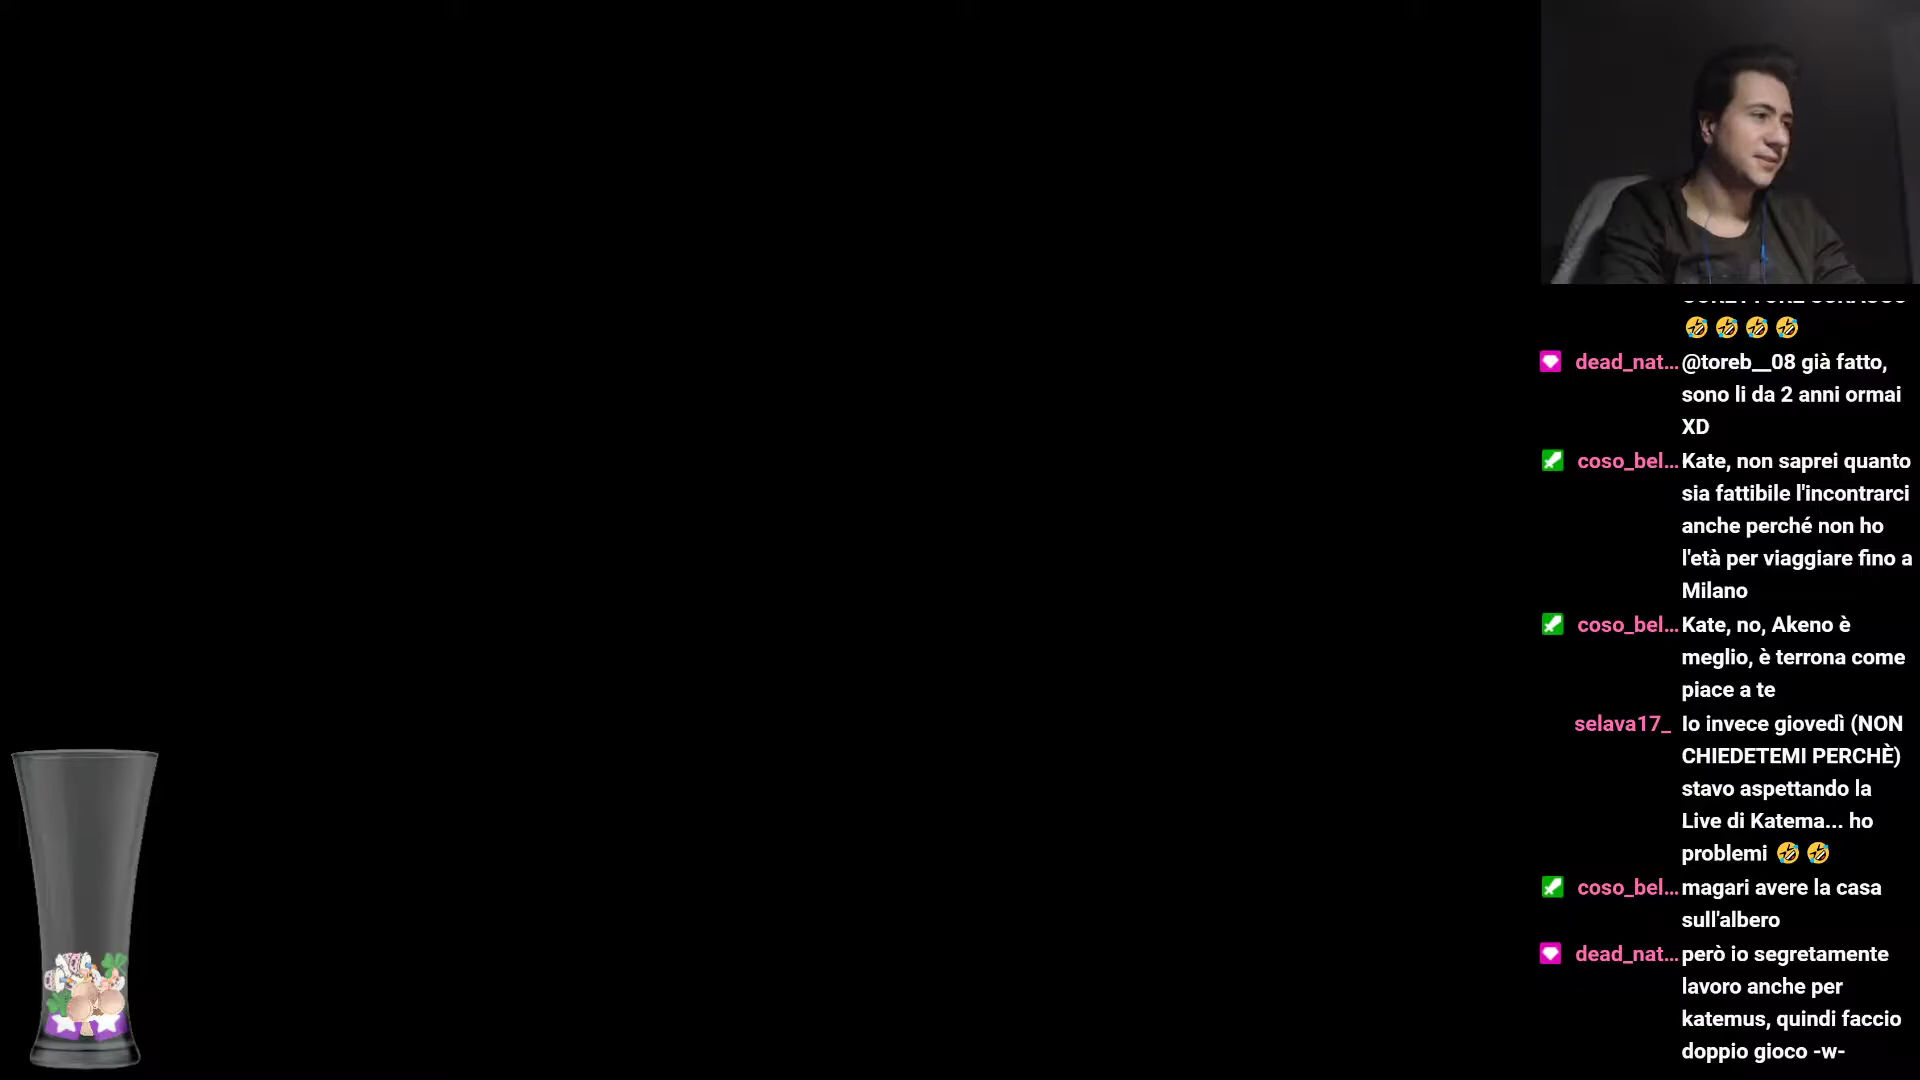 🤣 🤣 🤣 🤣
dead_nat... @toreb__08 già fatto,
sono li da 2 anni ormai
XD
coso_bel... Kate, non saprei quanto
sia fattibile l'incontrarci
anche perché non ho
l'età per viaggiare fino a
Milano
coso_bel... Kate, no, Akeno è
meglio, è terrona come
piace a te
selava17_ Io invece giovedì (NON
CHIEDETEMI PERCHÈ)
stavo aspettando la
Live di Katema... ho
problemi 🤣 🤣
coso_bel... magari avere la casa
sull'albero
dead_nat... però io segretamente
lavoro anche per
katemus, quindi faccio
doppio gioco -w-